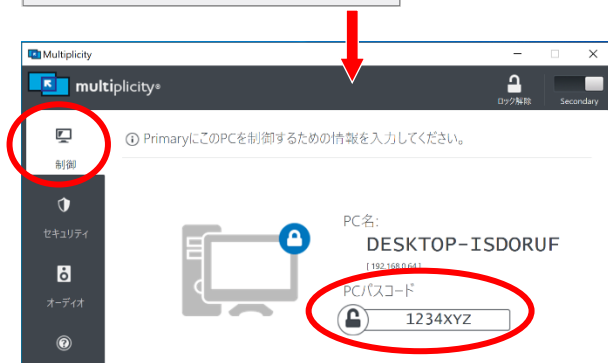 Multiplicity
multiplicity®
ロック解除
Secondary
制御
PrimaryにこのPCを制御するための情報を入力してください。
セキュリティ
オーディオ
PC名:
DESKTOP-ISDORUF
[ 192.168.0.64 ]
PCパスコード
1234XYZ